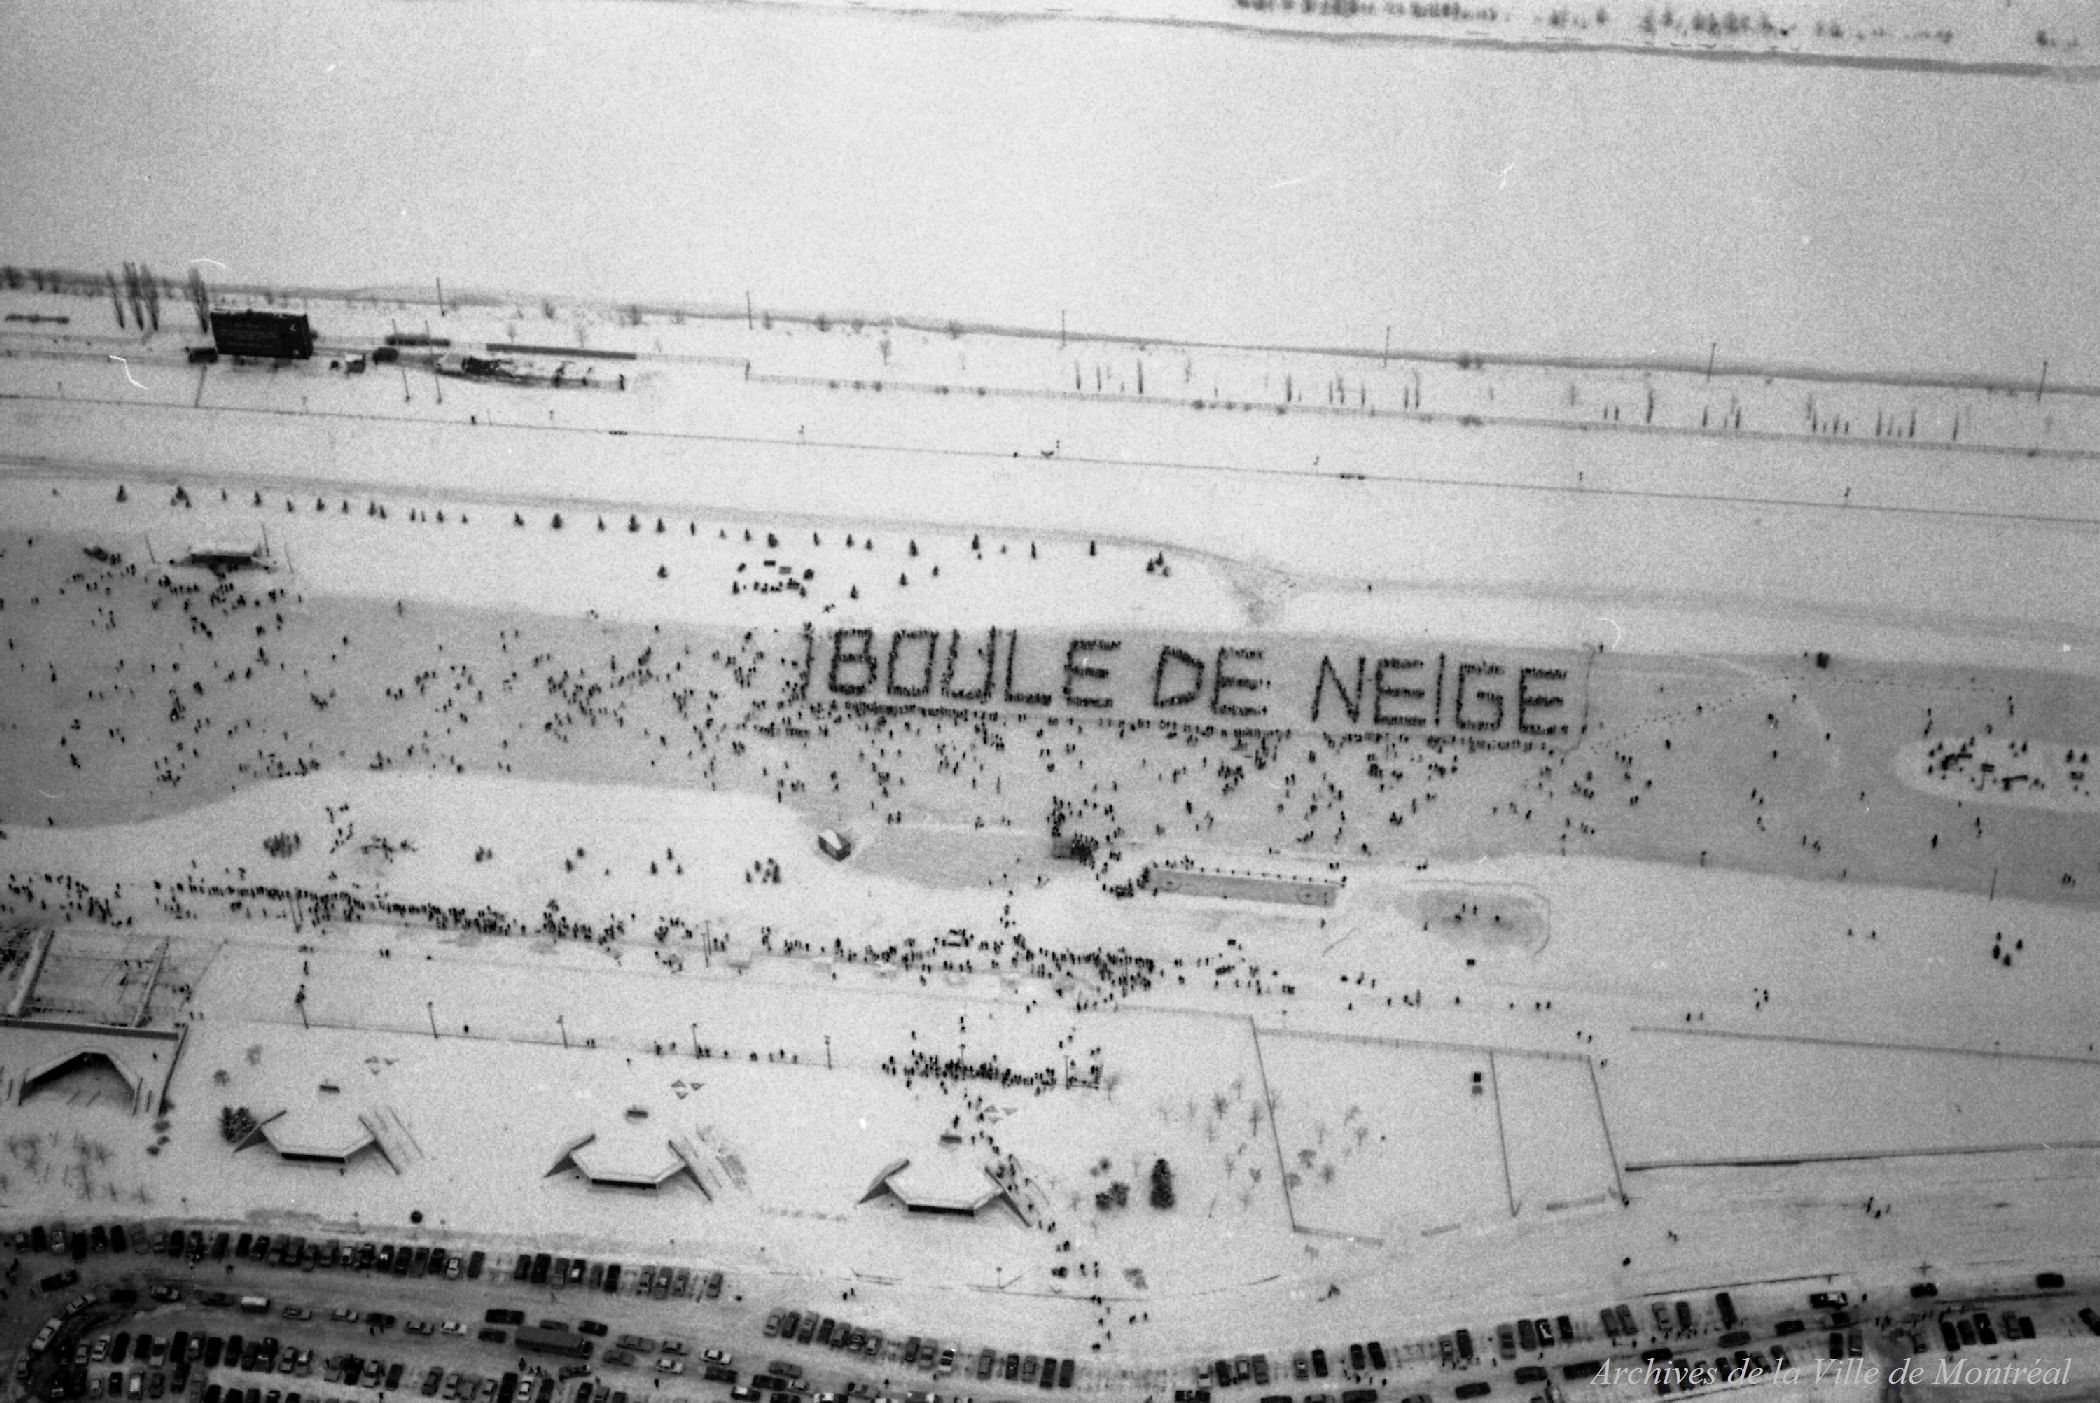 BOULE DE NEIGE
Archives de la Ville de Montréal